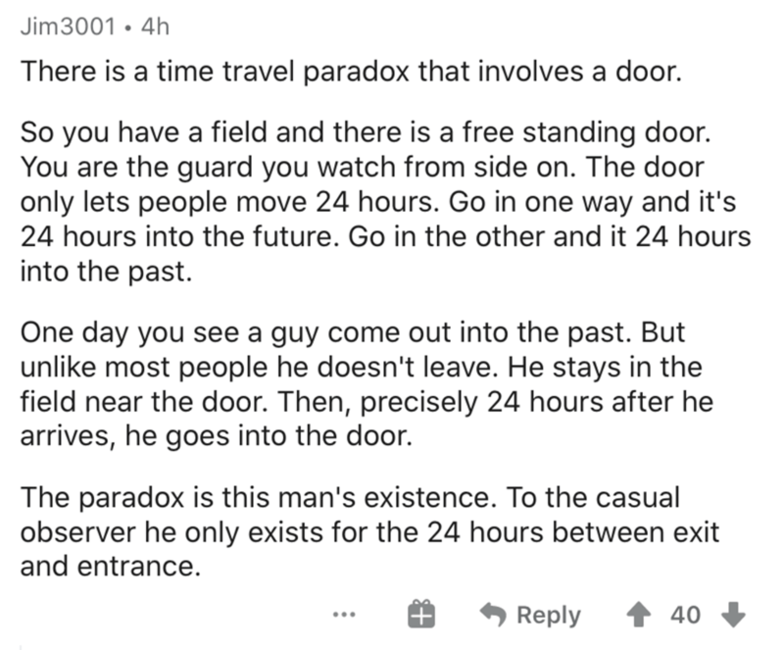 Jim3001 • 4h
There is a time travel paradox that involves a door.
So you have a field and there is a free standing door.
You are the guard you watch from side on. The door
only lets people move 24 hours. Go in one way and it's
24 hours into the future. Go in the other and it 24 hours
into the past.
One day you see a guy come out into the past. But
unlike most people he doesn't leave. He stays in the
field near the door. Then, precisely 24 hours after he
arrives, he goes into the door.
The paradox is this man's existence. To the casual
observer he only exists for the 24 hours between exit
and entrance.
... Reply 40